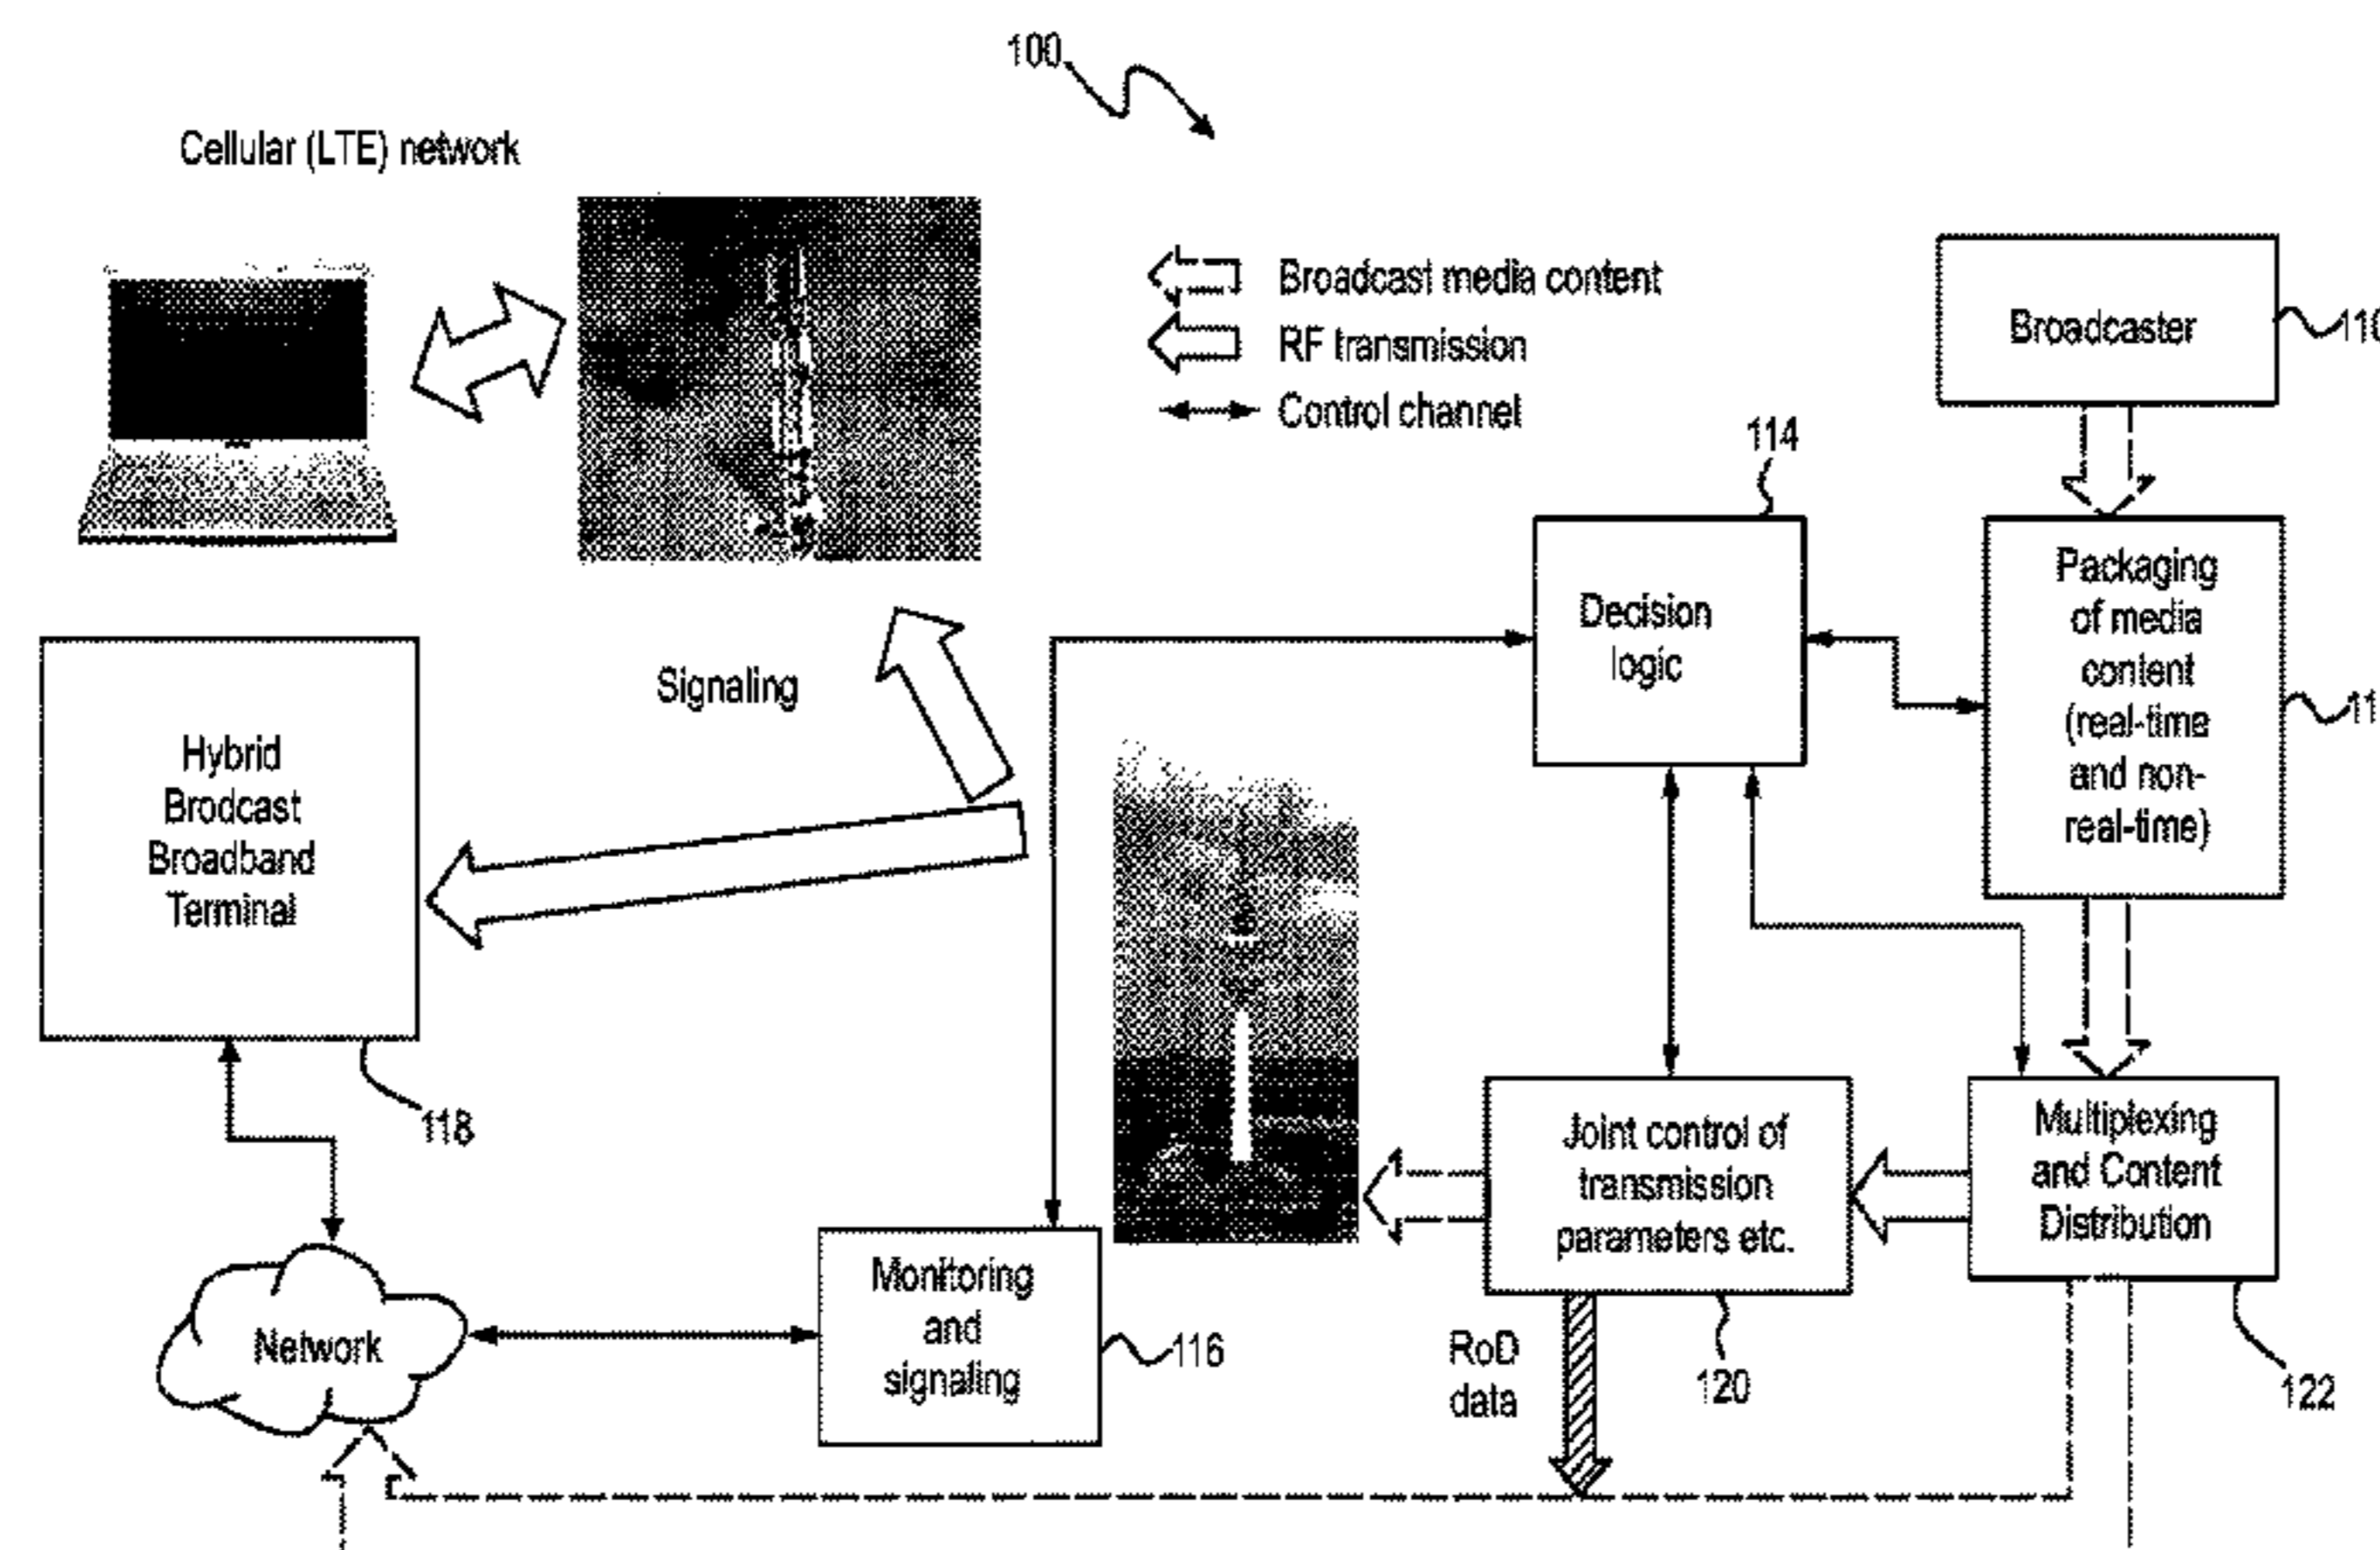 100
Cellular (LTE) network
Broadcast media content
RF transmission
Control channel
Broadcaster
110
114
Decision
logic
Packaging
of media
content
(real-time
and non-
real-time)
11
Signaling
Hybrid
Brodcast
Broadband
Terminal
118
Joint control of
transmission
parameters etc.
120
Multiplexing
and Content
Distribution
122
Monitoring
and
signaling
116
Network
RoD
data